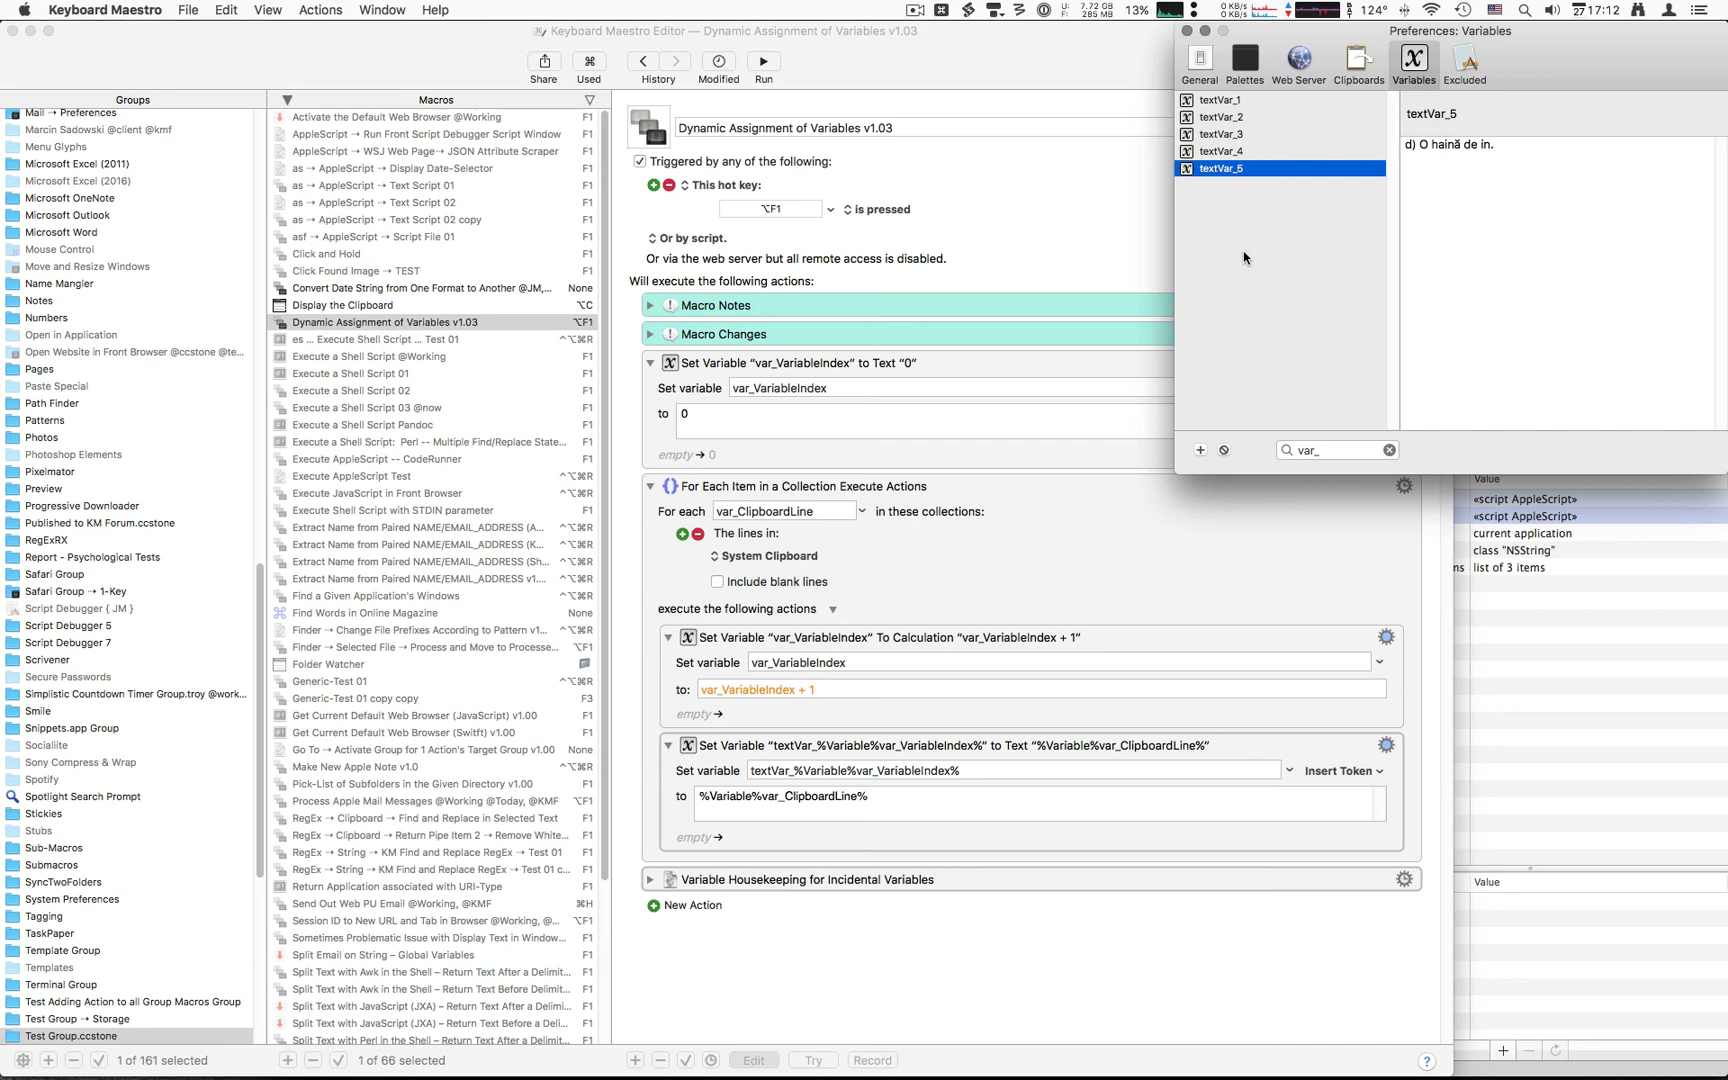 Keyboard Maestro File Edit View Actions Window Help
U: 7.72 GB
F: 285 MB
13%
0 KB/s
0 KB/s
124°
27 17:12
Keyboard Maestro Editor — Dynamic Assignment of Variables v1.03
Share Used History Modified Run
Groups
Mail → Preferences
Marcin Sadowski @client @kmf
Menu Glyphs
Microsoft Excel (2011)
Microsoft Excel (2016)
Microsoft OneNote
Microsoft Outlook
Microsoft Word
Mouse Control
Move and Resize Windows
Name Mangler
Notes
Numbers
Open in Application
Open Website in Front Browser @ccstone @te...
Pages
Paste Special
Path Finder
Patterns
Photos
Photoshop Elements
Pixelmator
Preview
Progressive Downloader
Published to KM Forum.ccstone
RegExRX
Report - Psychological Tests
Safari Group
Safari Group → 1-Key
Script Debugger { JM }
Script Debugger 5
Script Debugger 7
Scrivener
Secure Passwords
Simplistic Countdown Timer Group.troy @work...
Smile
Snippets.app Group
Socialite
Sony Compress & Wrap
Spotify
Spotlight Search Prompt
Stickies
Stubs
Sub-Macros
Submacros
SyncTwoFolders
System Preferences
Tagging
TaskPaper
Template Group
Templates
Terminal Group
Test Adding Action to all Group Macros Group
Test Group → Storage
Test Group.ccstone
1 of 161 selected
Macros
Activate the Default Web Browser @Working F1
AppleScript → Run Front Script Debugger Script Window F1
AppleScript → WSJ Web Page→ JSON Attribute Scraper F1
as → AppleScript → Display Date-Selector F1
as → AppleScript → Text Script 01 F1
as → AppleScript → Text Script 02 F1
as → AppleScript → Text Script 02 copy F1
asf → AppleScript → Script File 01 F1
Click and Hold F1
Click Found Image → TEST F1
Convert Date String from One Format to Another @JM,... None
Display the Clipboard ⌥C
Dynamic Assignment of Variables v1.03 ⌥F1
es ... Execute Shell Script ... Test 01 ^⌥⌘R
Execute a Shell Script @Working F1
Execute a Shell Script 01 F1
Execute a Shell Script 02 F1
Execute a Shell Script 03 @now F1
Execute a Shell Script Pandoc F1
Execute a Shell Script: Perl -- Multiple Find/Replace State... F1
Execute AppleScript -- CodeRunner F1
Execute AppleScript Test ^⌥⌘R
Execute JavaScript in Front Browser ^⌥⌘R
Execute Shell Script with STDIN parameter F1
Extract Name from Paired NAME/EMAIL_ADDRESS (A... ^⌥⌘R
Extract Name from Paired NAME/EMAIL_ADDRESS (K... ^⌥⌘R
Extract Name from Paired NAME/EMAIL_ADDRESS (Sh... ^⌥⌘R
Extract Name from Paired NAME/EMAIL_ADDRESS v1.... ^⌥⌘R
Find a Given Application's Windows ^⌥⌘R
Find Words in Online Magazine None
Finder → Change File Prefixes According to Pattern v1... ^⌥⌘R
Finder → Selected File → Process and Move to Processe... ⌥F1
Folder Watcher
Generic-Test 01 ^⌥⌘R
Generic-Test 01 copy copy F3
Get Current Default Web Browser (JavaScript) v1.00 F1
Get Current Default Web Browser (Switft) v1.00 F1
Go To → Activate Group for 1 Action's Target Group v1.00 None
Make New Apple Note v1.0 ^⌥⌘R
Pick-List of Subfolders in the Given Directory v1.00 F1
Process Apple Mail Messages @Working @Today, @KMF ⌥F1
RegEx → Clipboard → Find and Replace in Selected Text F1
RegEx → Clipboard → Return Pipe Item 2 → Remove White... F1
RegEx → String → KM Find and Replace RegEx → Test 01 F1
RegEx → String → KM Find and Replace RegEx → Test 01 c... F1
Return Application associated with URI-Type F1
Send Out Web PU Email @Working, @KMF ⌘H
Session ID to New URL and Tab in Browser @Working, @... ⌥F1
Sometimes Problematic Issue with Display Text in Window... F1
Split Email on String – Global Variables F1
Split Text with Awk in the Shell – Return Text After a Delimit... F1
Split Text with Awk in the Shell – Return Text Before Delimit... F1
Split Text with JavaScript (JXA) – Return Text After a Delimi... F1
Split Text with JavaScript (JXA) – Return Text Before a Deli... F1
Split Text with Perl in the Shell – Return Text After a Delimit... F1
1 of 66 selected
Dynamic Assignment of Variables v1.03
Triggered by any of the following:
This hot key:
⌥F1 is pressed
Or by script.
Or via the web server but all remote access is disabled.
Will execute the following actions:
Macro Notes
Macro Changes
Set Variable “var_VariableIndex” to Text “0”
Set variable var_VariableIndex
to 0
empty → 0
For Each Item in a Collection Execute Actions
For each var_ClipboardLine in these collections:
The lines in:
System Clipboard
Include blank lines
execute the following actions
Set Variable “var_VariableIndex” To Calculation “var_VariableIndex + 1”
Set variable var_VariableIndex
to: var_VariableIndex + 1
empty →
Set Variable “textVar_%Variable%var_VariableIndex%” to Text “%Variable%var_ClipboardLine%”
Set variable textVar_%Variable%var_VariableIndex% Insert Token
to %Variable%var_ClipboardLine%
empty →
Variable Housekeeping for Incidental Variables
New Action
Edit Try Record
?
Preferences: Variables
General Palettes Web Server Clipboards Variables Excluded
textVar_1
textVar_2
textVar_3
textVar_4
textVar_5
textVar_5
d) O haină de in.
var_
Value
«script AppleScript»
«script AppleScript»
current application
class "NSString"
ns list of 3 items
Value